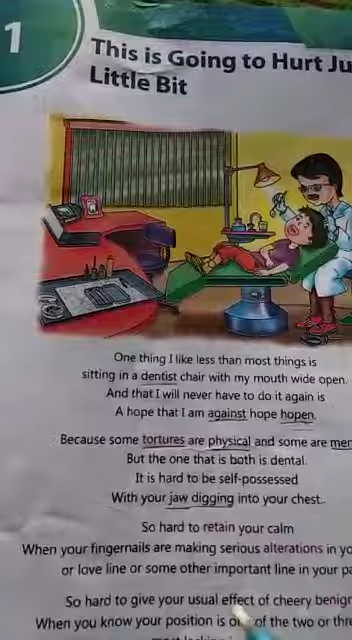 1
This is Going to Hurt Ju
Little Bit
One thing I like less than most things is
sitting in a dentist chair with my mouth wide open.
And that I will never have to do it again is
A hope that I am against hope hopen.
Because some tortures are physical and some are men
But the one that is both is dental.
It is hard to be self-possessed
With your jaw digging into your chest.
So hard to retain your calm
When your fingernails are making serious alterations in yo
or love line or some other important line in your pa
So hard to give your usual effect of cheery benign
When you know your position is one of the two or thre